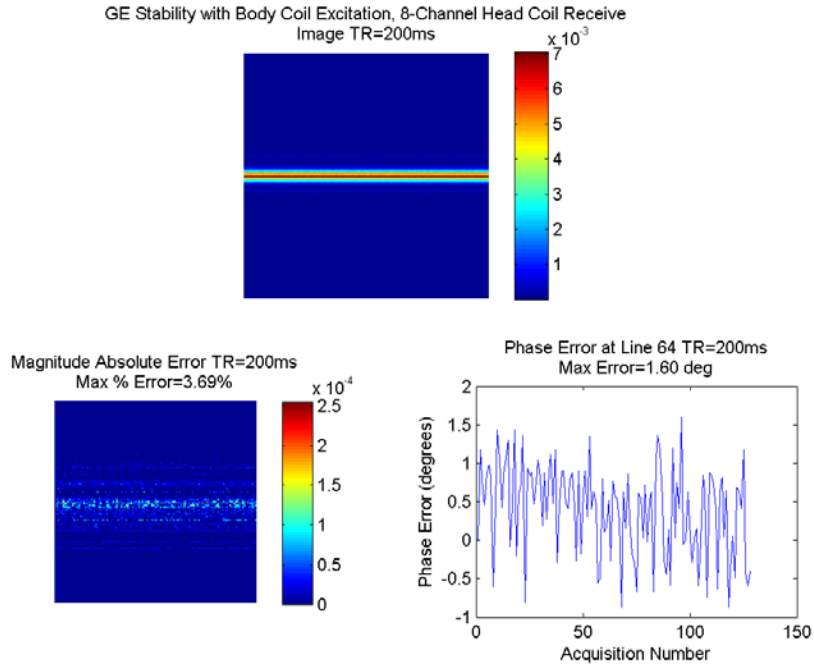 GE Stability with Body Coil Excitation, 8-Channel Head Coil Receive
Image TR=200ms
x 10^-3
7
6
5
4
3
2
1
Magnitude Absolute Error TR=200ms
Max % Error=3.69%
x 10^-4
2.5
2
1.5
1
0.5
0
Phase Error at Line 64 TR=200ms
Max Error=1.60 deg
Phase Error (degrees)
2
1.5
1
0.5
0
-0.5
-1
0 50 100 150
Acquisition Number